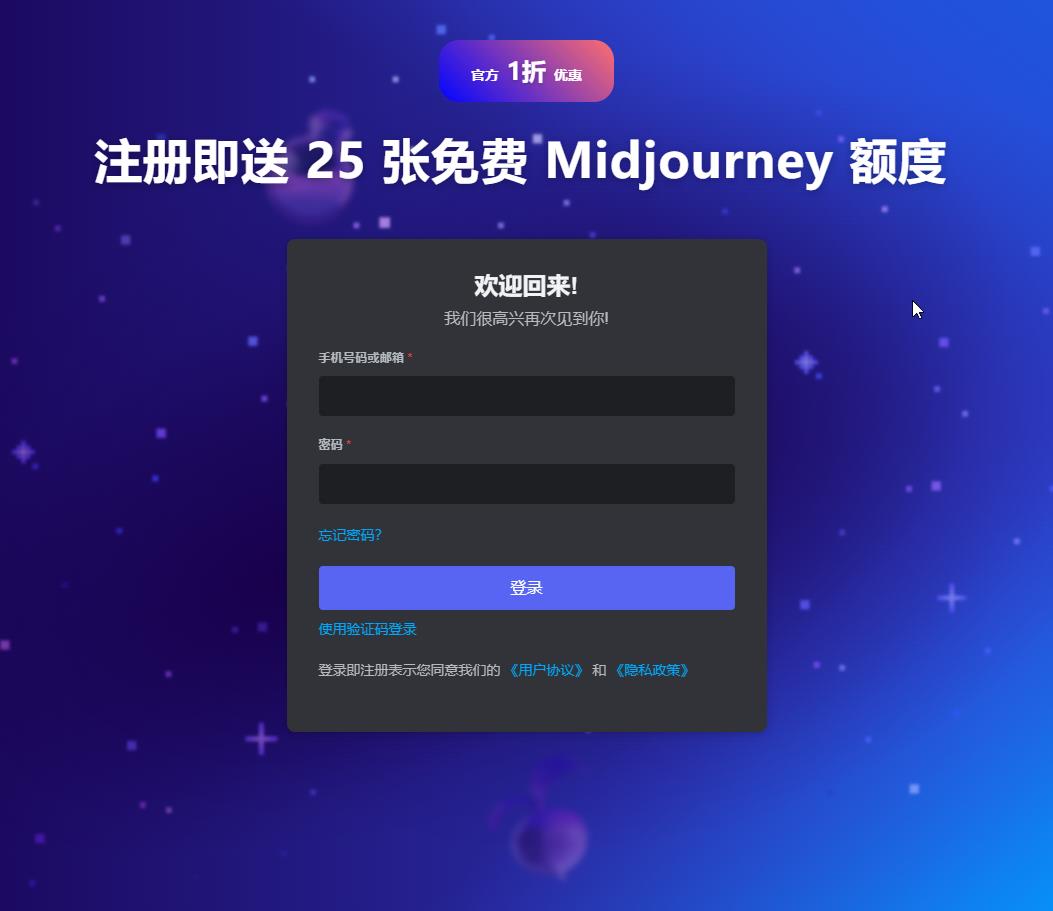 官方 1折 优惠
注册即送 25 张免费 Midjourney 额度
欢迎回来!
我们很高兴再次见到你!
手机号码或邮箱 *
密码 *
忘记密码?
登录
使用验证码登录
登录即注册表示您同意我们的 《用户协议》 和 《隐私政策》